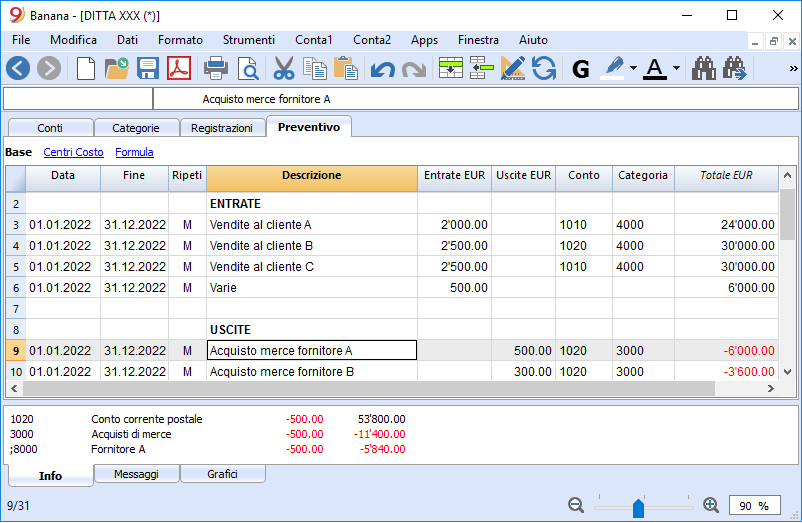 Banana - [DITTA XXX (*)]
File Modifica Dati Formato Strumenti Conta1 Conta2 Apps Finestra Aiuto
G A »
Acquisto merce fornitore A
Conti Categorie Registrazioni Preventivo
Base Centri Costo Formula
Data Fine Ripeti Descrizione Entrate EUR Uscite EUR Conto Categoria Totale EUR
2 ENTRATE
3 01.01.2022 31.12.2022 M Vendite al cliente A 2'000.00 1010 4000 24'000.00
4 01.01.2022 31.12.2022 M Vendite al cliente B 2'500.00 1020 4000 30'000.00
5 01.01.2022 31.12.2022 M Vendite al cliente C 2'500.00 1010 4000 30'000.00
6 01.01.2022 31.12.2022 M Varie 500.00 6'000.00
7
8 USCITE
9 01.01.2022 31.12.2022 M Acquisto merce fornitore A 500.00 1020 3000 -6'000.00
10 01.01.2022 31.12.2022 M Acquisto merce fornitore B 300.00 1020 3000 -3'600.00
1020 Conto corrente postale -500.00 53'800.00
3000 Acquisti di merce -500.00 -11'400.00
;8000 Fornitore A -500.00 -5'840.00
Info Messaggi Grafici
9/31 90 %